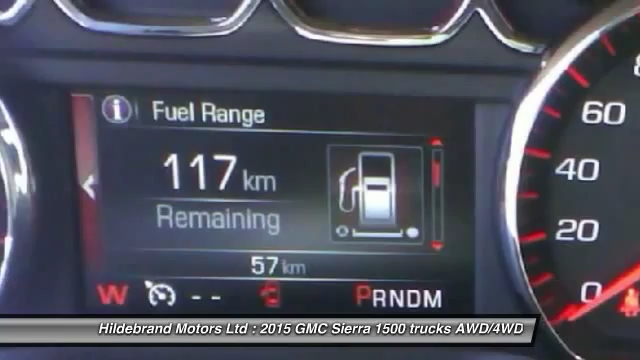 Fuel Range
117 km
Remaining
57 km
W -- PRNDM
60
40
20
0
Hildebrand Motors Ltd : 2015 GMC Sierra 1500 trucks AWD/4WD